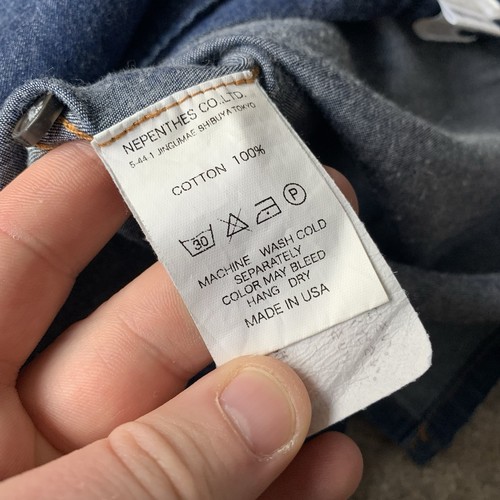 NEPENTHES CO.,LTD.
5-44-1 JINGUMAE SHIBUYA TOKYO
COTTON 100%
30 P
MACHINE WASH COLD
SEPARATELY
COLOR MAY BLEED
HANG DRY
MADE IN USA